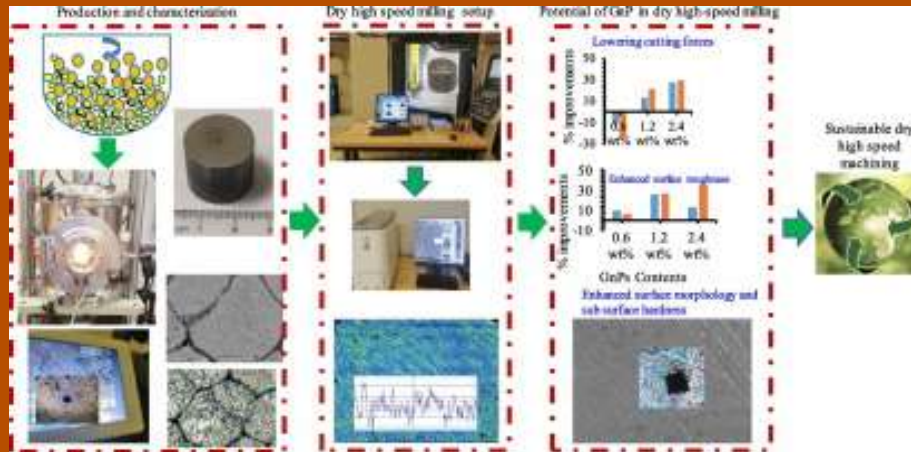 Production and characterization
Dry high speed milling setup
Potential of GnP in dry high-speed milling
Lowering cutting forces
% improvements
50
30
10
-10
-30
0.6
1.2
2.4
wt%
wt%
wt%
Enhanced surface roughness
% improvements
50
30
10
-10
0.6
1.2
2.4
wt%
wt%
wt%
GnPs Contents
Enhanced surface morphology and
sub surface hardness
Sustainable dry
high speed
machining